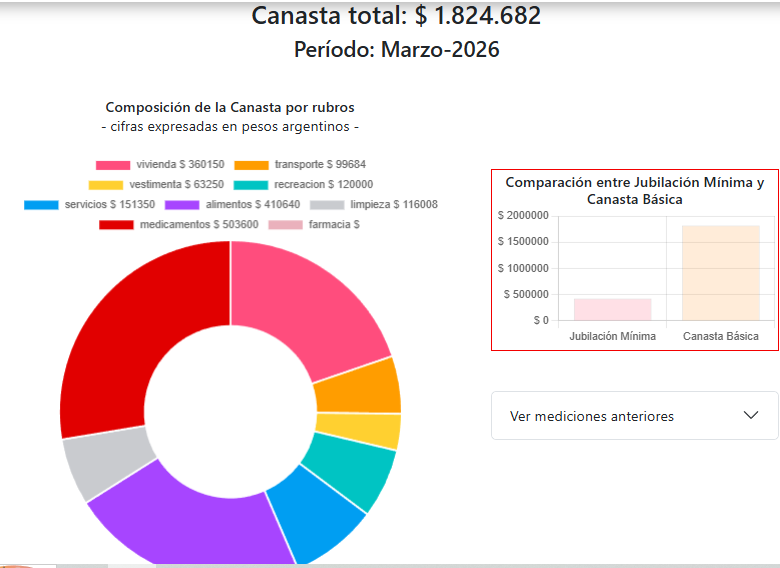 Canasta total: $ 1.824.682
Período: Marzo-2026
Composición de la Canasta por rubros
- cifras expresadas en pesos argentinos -
vivienda $ 360150 transporte $ 99684
vestimenta $ 63250 recreacion $ 120000
servicios $ 151350 alimentos $ 410640 limpieza $ 116008
medicamentos $ 503600 farmacia $
Comparación entre Jubilación Mínima y
Canasta Básica
$ 2000000
$ 1500000
$ 1000000
$ 500000
$ 0
Jubilación Mínima Canasta Básica
Ver mediciones anteriores